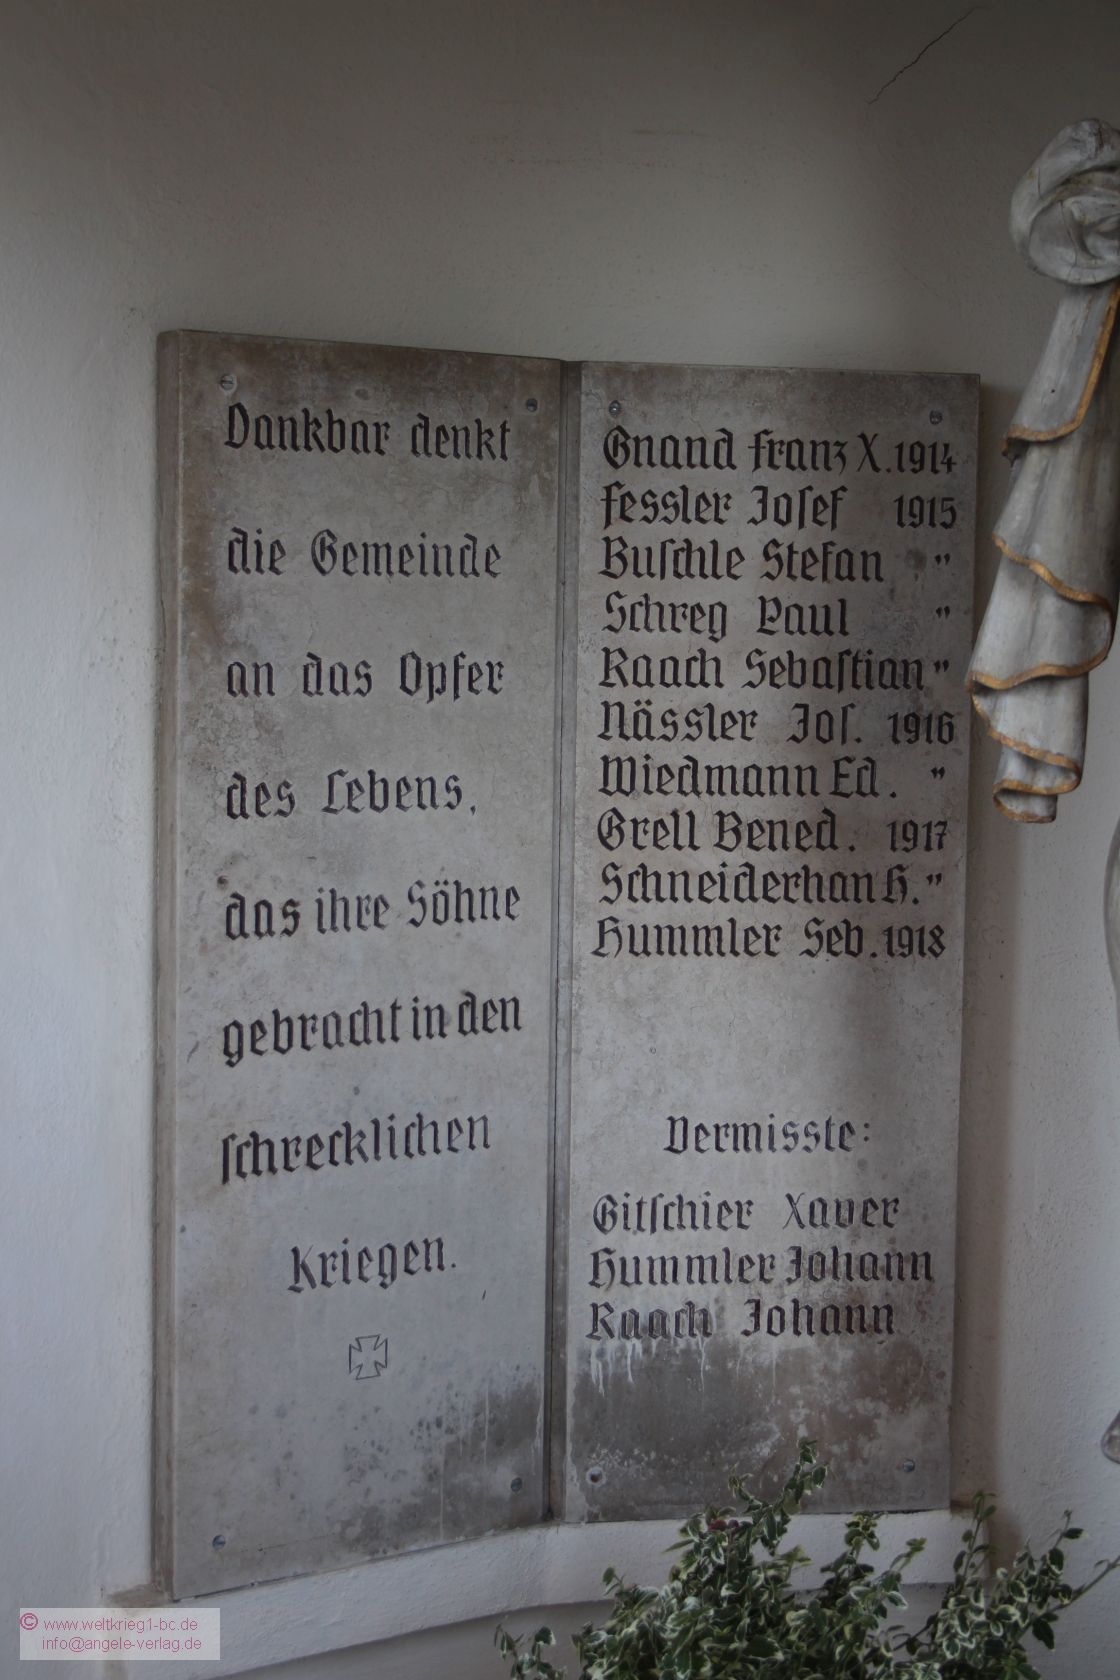 Dankbar denkt
die Gemeinde
an das Opfer
des Lebens,
das ihre Söhne
gebracht in den
ſchrecklichen
Kriegen.
Gnand Franz X. 1914
Fessler Joſef 1915
Buſchle Stefan "
Schreg Paul "
Raach Sebaſtian "
Nässler Joſ. 1916
Wiedmann Ed. "
Grell Bened. 1917
Schneiderhan H. "
Hummler Seb. 1918
Vermisste:
Gitſchier Xaver
Hummler Johann
Raach Johann
© www.weltkrieg1-bc.de
info@angele-verlag.de